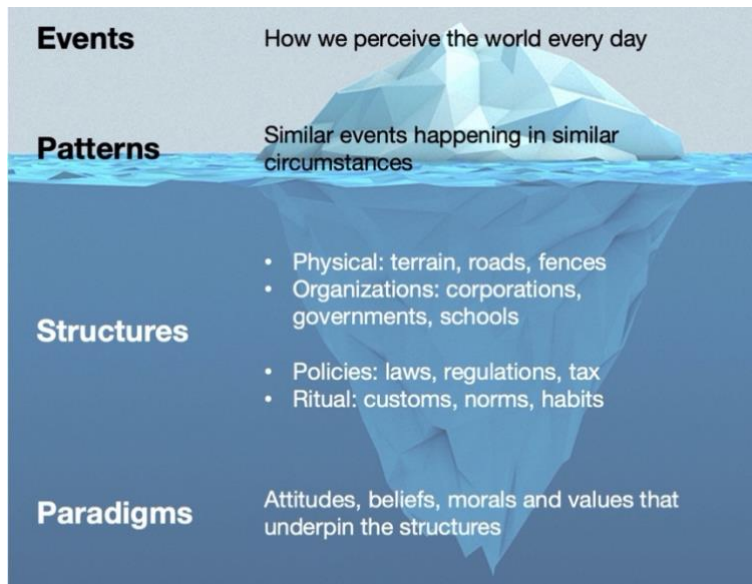 Events
How we perceive the world every day
Patterns
Similar events happening in similar
circumstances
Structures
• Physical: terrain, roads, fences
• Organizations: corporations,
governments, schools
• Policies: laws, regulations, tax
• Ritual: customs, norms, habits
Paradigms
Attitudes, beliefs, morals and values that
underpin the structures